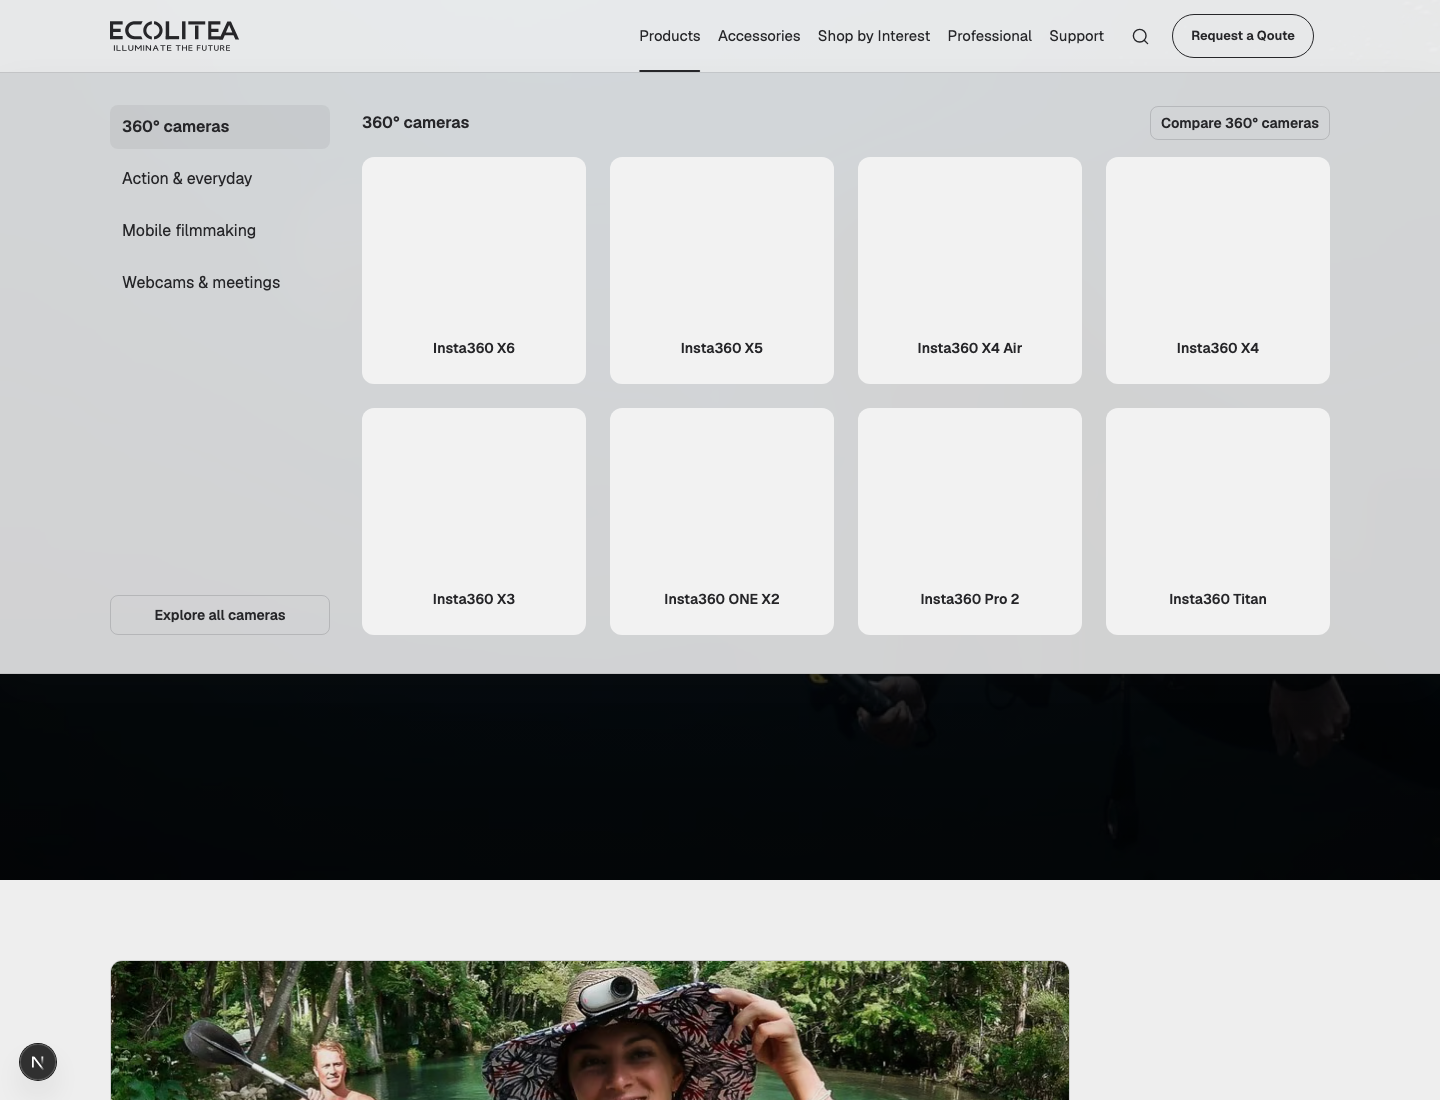 ECOLITEA
ILLUMINATE THE FUTURE
Products
Accessories
Shop by Interest
Professional
Support
Request a Qoute
360° cameras
Action & everyday
Mobile filmmaking
Webcams & meetings
Explore all cameras
360° cameras
Compare 360° cameras
Insta360 X6
Insta360 X5
Insta360 X4 Air
Insta360 X4
Insta360 X3
Insta360 ONE X2
Insta360 Pro 2
Insta360 Titan
N